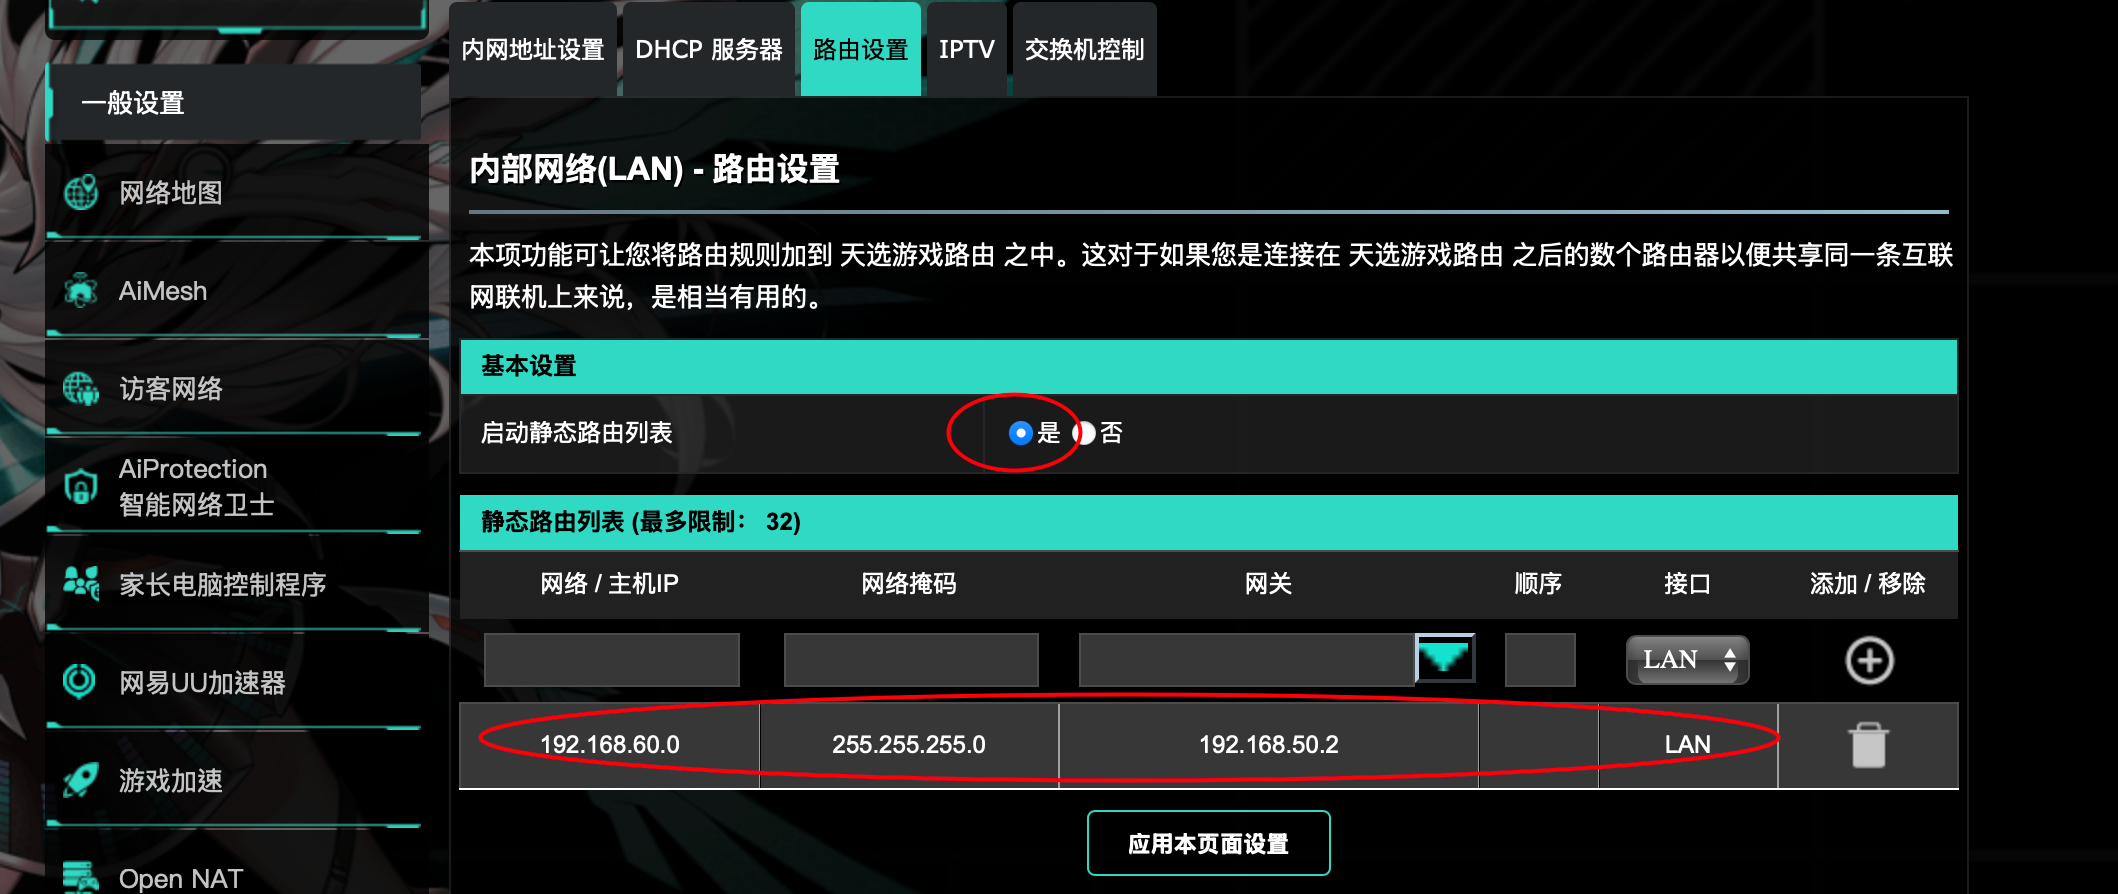 内网地址设置
DHCP 服务器
路由设置
IPTV
交换机控制
一般设置
网络地图
AiMesh
访客网络
AiProtection
智能网络卫士
家长电脑控制程序
网易UU加速器
游戏加速
Open NAT
内部网络(LAN) - 路由设置
本项功能可让您将路由规则加到 天选游戏路由 之中。这对于如果您是连接在 天选游戏路由 之后的数个路由器以便共享同一条互联
网联机上来说，是相当有用的。
基本设置
启动静态路由列表 是 否
静态路由列表 (最多限制： 32)
网络 / 主机IP 网络掩码 网关 顺序 接口 添加 / 移除
LAN
192.168.60.0 255.255.255.0 192.168.50.2 LAN
应用本页面设置